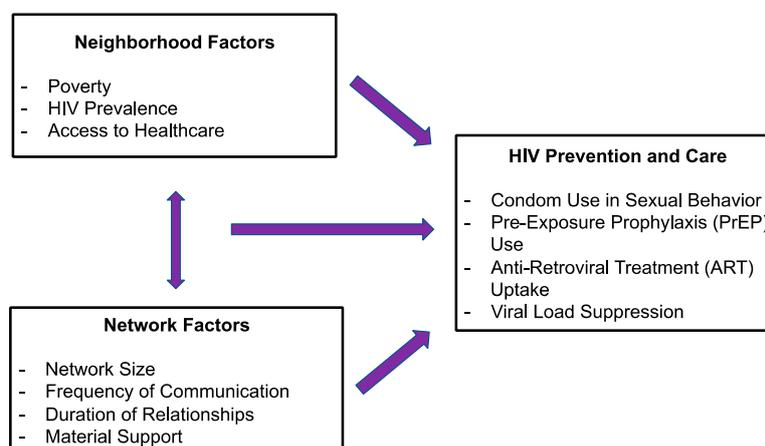 Neighborhood Factors
- Poverty
- HIV Prevalence
- Access to Healthcare
HIV Prevention and Care
- Condom Use in Sexual Behavior
- Pre-Exposure Prophylaxis (PrEP)
Use
- Anti-Retroviral Treatment (ART)
Uptake
- Viral Load Suppression
Network Factors
- Network Size
- Frequency of Communication
- Duration of Relationships
- Material Support